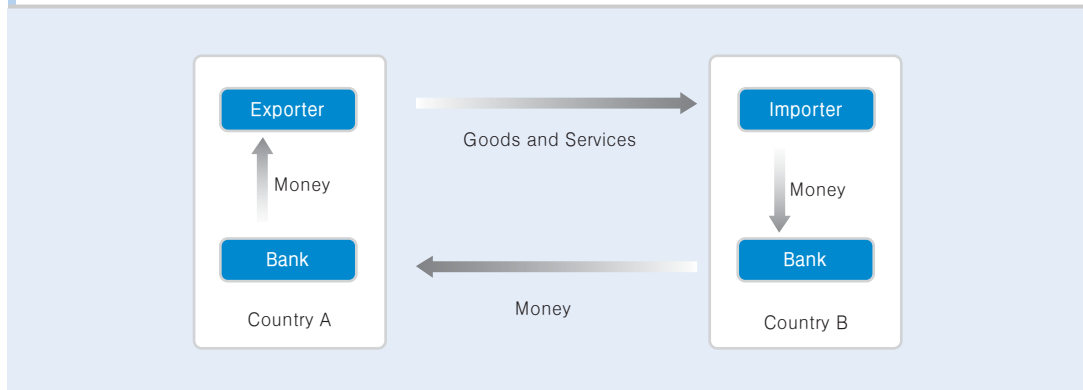 Exporter
Importer
Goods and Services
Money
Money
Bank
Bank
Money
Country A
Country B